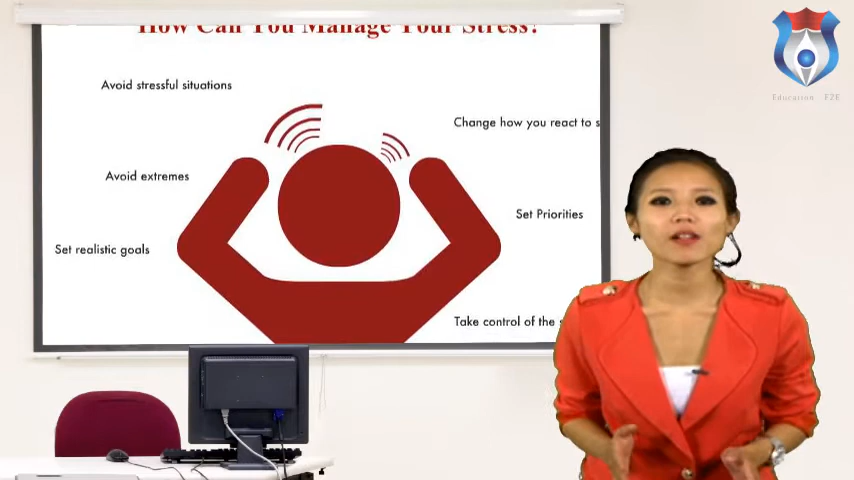 How Can You Manage Your Stress?
Avoid stressful situations
Change how you react to s
Avoid extremes
Set Priorities
Set realistic goals
Take control of the
Education FZE